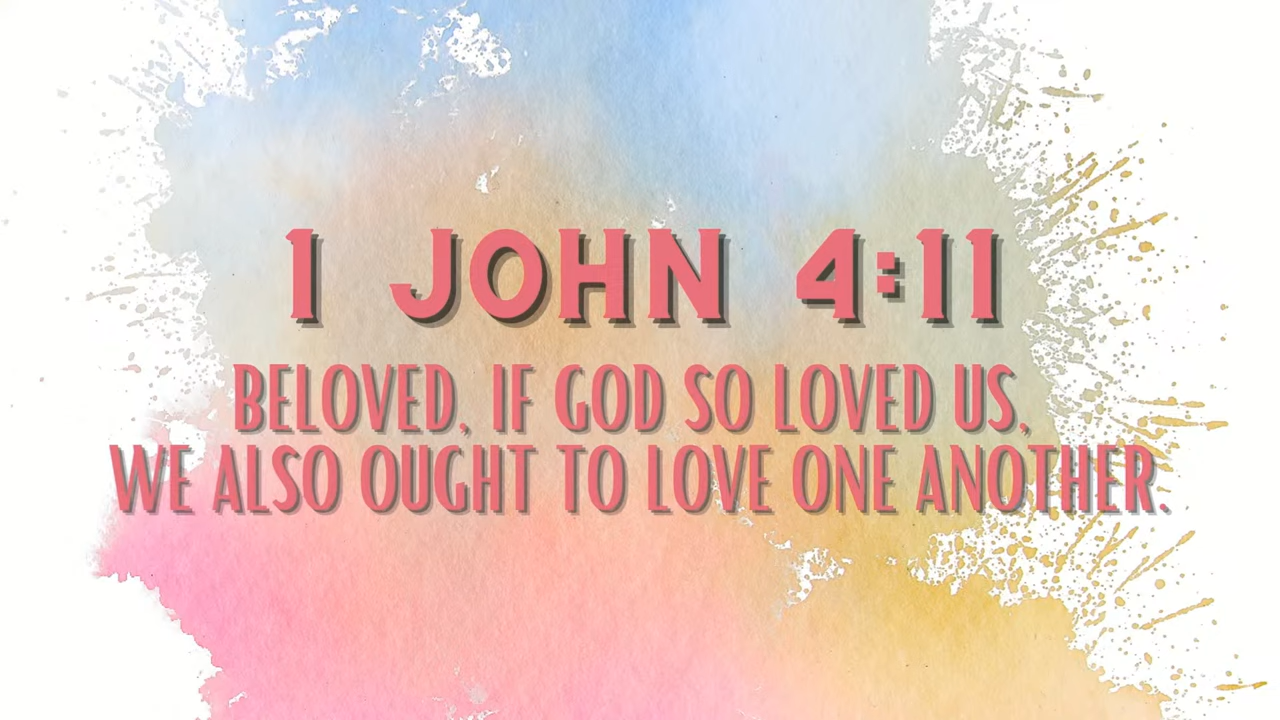 1 JOHN 4:11
BELOVED, IF GOD SO LOVED US,
WE ALSO OUGHT TO LOVE ONE ANOTHER.